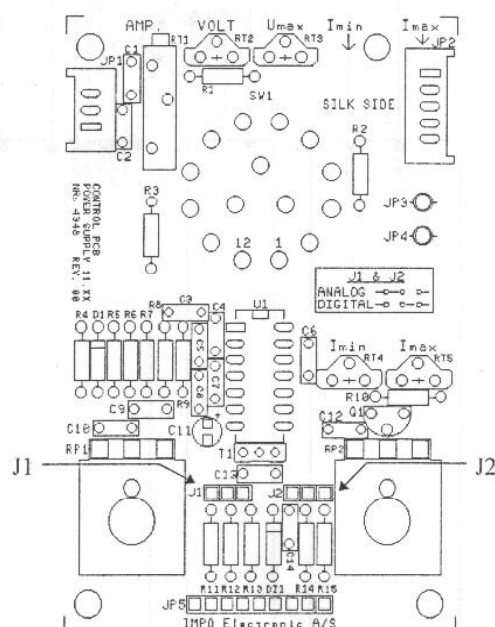 AMP. VOLT Umax Imin Imax
RT1 RT2 RT3 JP2
C1
JP1
R1
SW1
SILK SIDE
C2
R2
R3
JP3
JP4
12 1
CONTROL PCB
POWER SUPPLY 11.XX
NR: 4348 REV. 00
J1 & J2
ANALOG
DIGITAL
R4 D1 R5 R6 R7 R8 C3 C4 U1
C5 C6
Imin Imax
RT4 RT5
C7
C8
R9
R10
C9
Q1
C10 C11 C12
RP1 T1 RP2
C13
J1 J1 J2 J2
C14
R11 R12 R13 DZ1 R14 R15
JP5
IMPO Electronic A/S